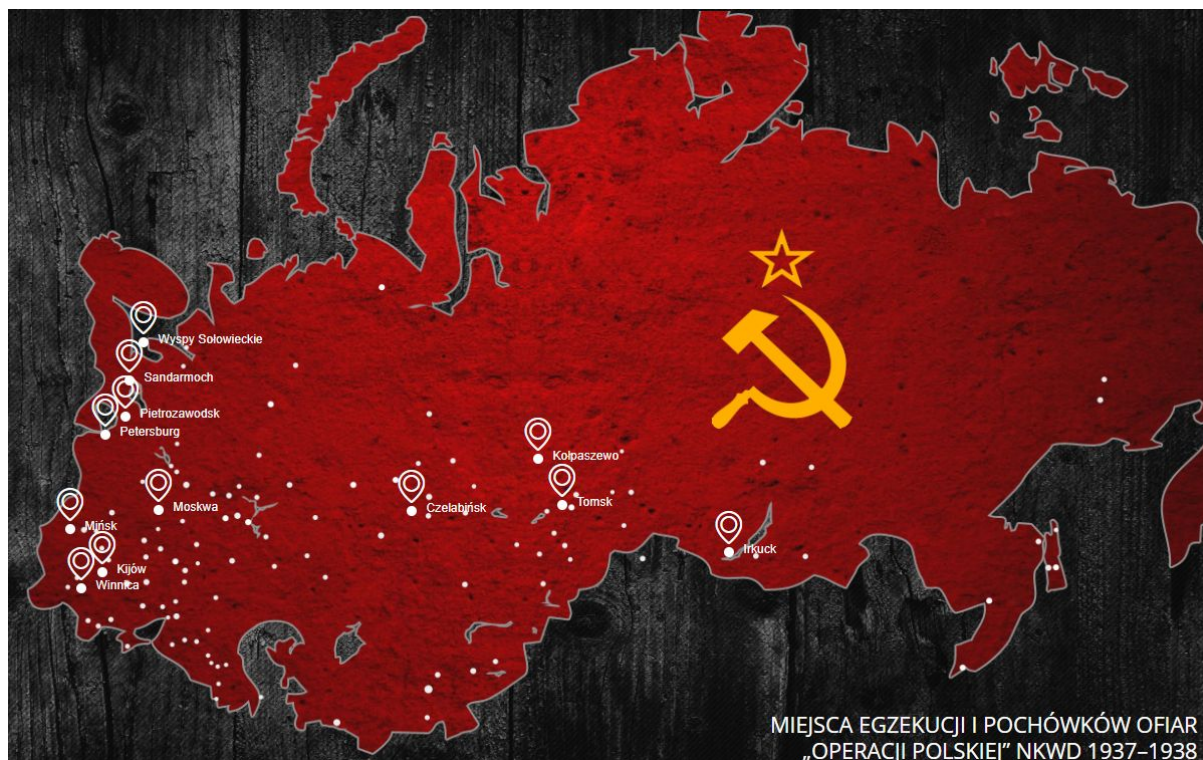 Wyspy Sołowieckie
Sandarmoch
Pietrozawodsk
Petersburg
Kołpaszewo
Moskwa
Czelabińsk
Tomsk
Mińsk
Irkuck
Kijów
Winnica
MIEJSCA EGZEKUCJI I POCHÓWKÓW OFIAR
„OPERACJI POLSKIEJ” NKWD 1937–1938